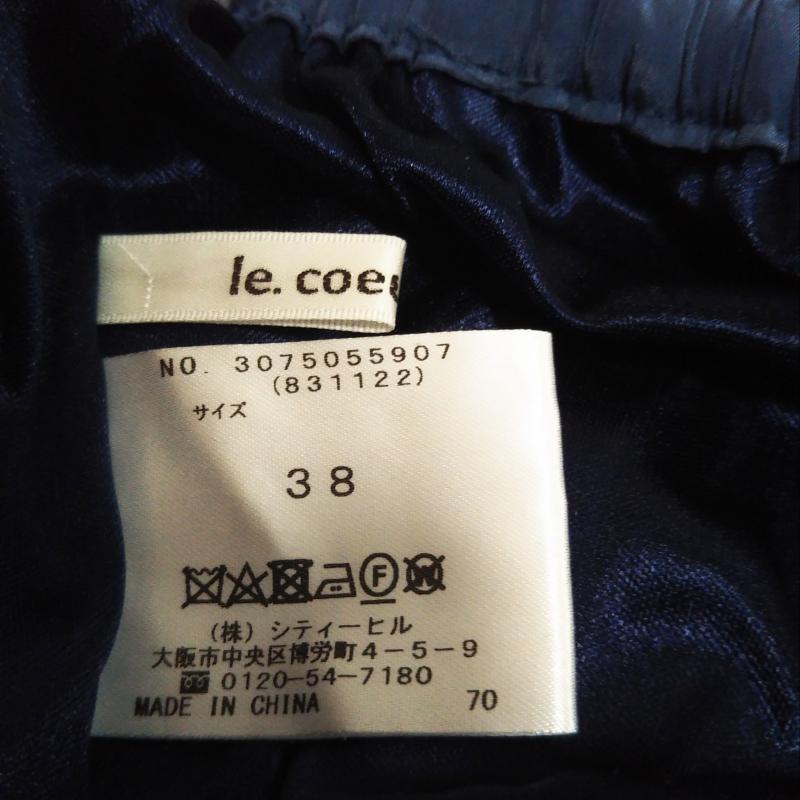 le. coe
NO. 3075055907
(831122)
サイズ
38
F W
(株) シティーヒル
大阪市中央区博労町4-5-9
0120-54-7180
MADE IN CHINA 70